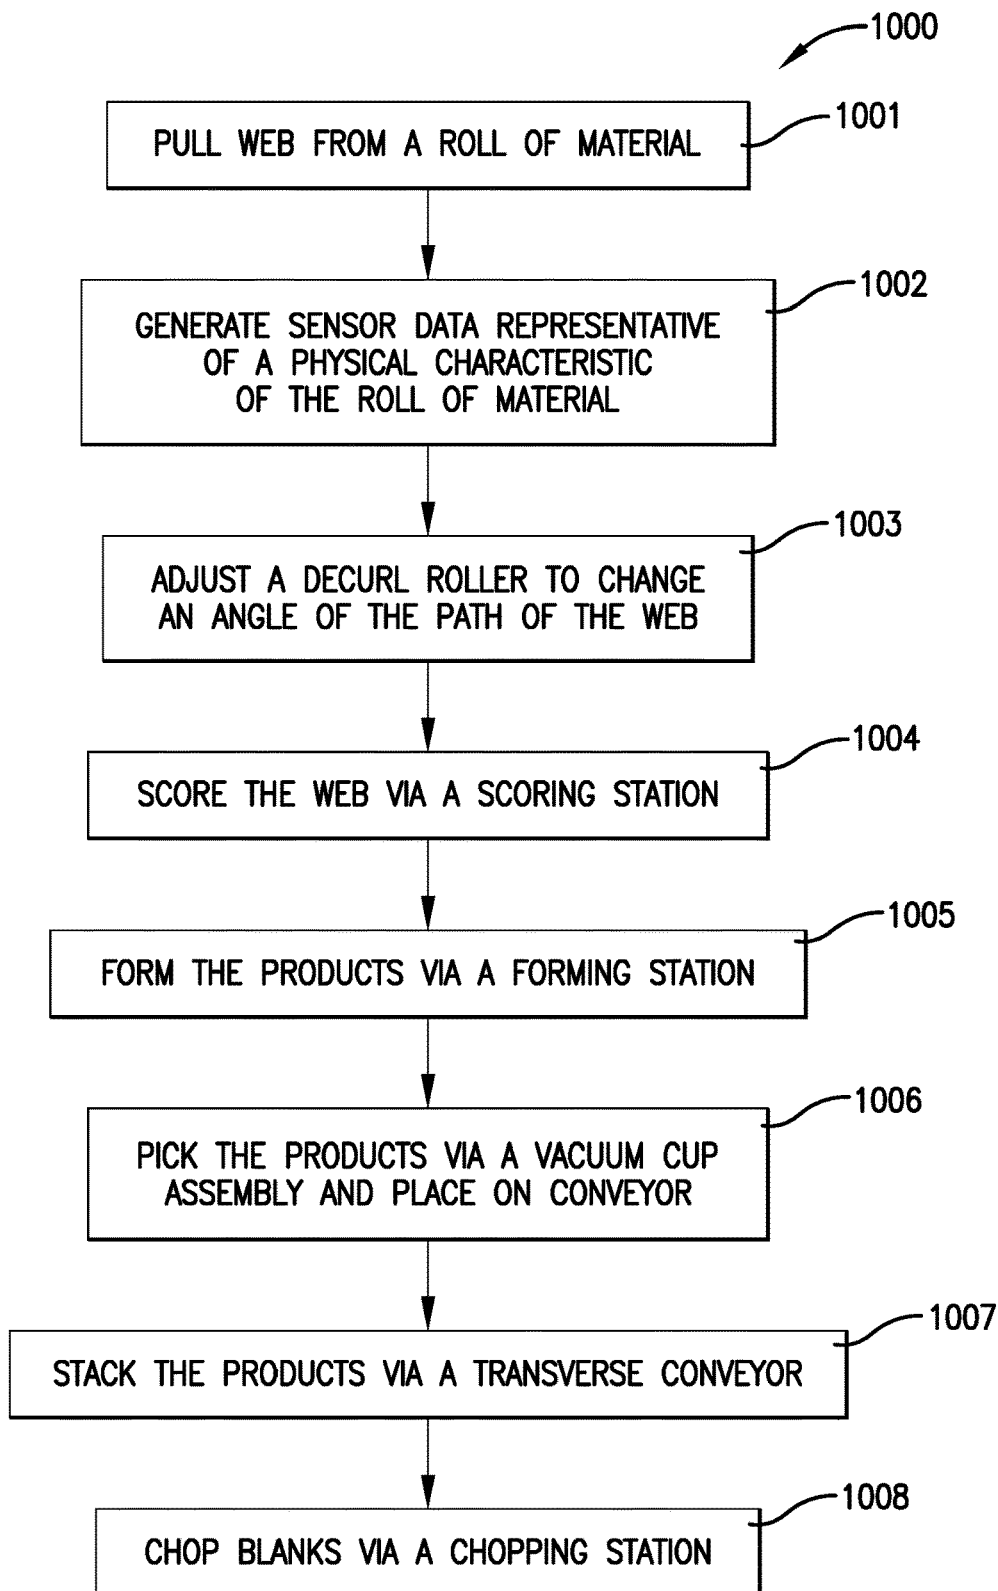 1000
1001
PULL WEB FROM A ROLL OF MATERIAL
1002
GENERATE SENSOR DATA REPRESENTATIVE
OF A PHYSICAL CHARACTERISTIC
OF THE ROLL OF MATERIAL
1003
ADJUST A DECURL ROLLER TO CHANGE
AN ANGLE OF THE PATH OF THE WEB
1004
SCORE THE WEB VIA A SCORING STATION
1005
FORM THE PRODUCTS VIA A FORMING STATION
1006
PICK THE PRODUCTS VIA A VACUUM CUP
ASSEMBLY AND PLACE ON CONVEYOR
1007
STACK THE PRODUCTS VIA A TRANSVERSE CONVEYOR
1008
CHOP BLANKS VIA A CHOPPING STATION